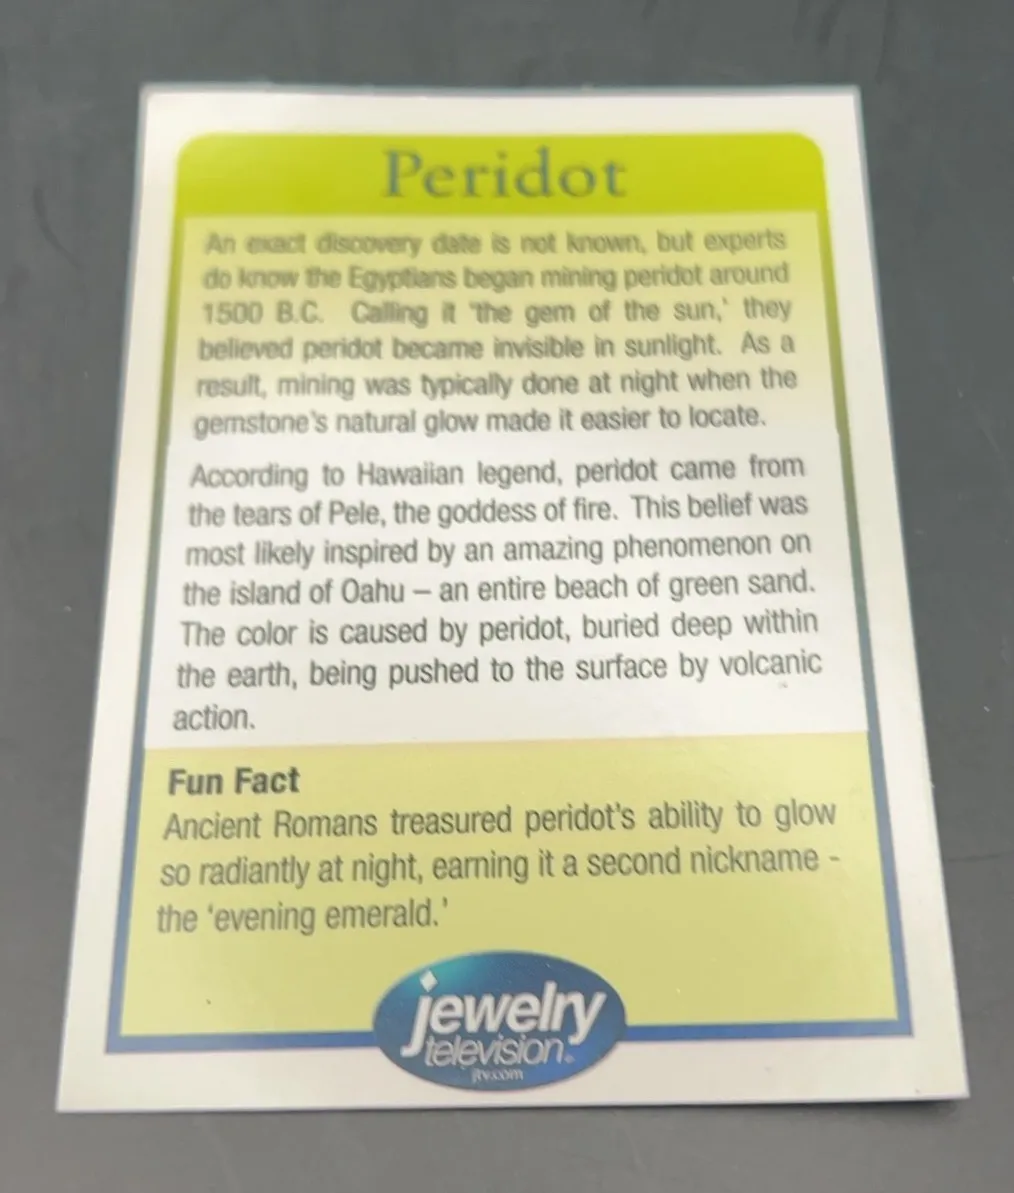 Peridot
An exact discovery date is not known, but experts
do know the Egyptians began mining peridot around
1500 B.C. Calling it 'the gem of the sun,' they
believed peridot became invisible in sunlight. As a
result, mining was typically done at night when the
gemstone's natural glow made it easier to locate.
According to Hawaiian legend, peridot came from
the tears of Pele, the goddess of fire. This belief was
most likely inspired by an amazing phenomenon on
the island of Oahu – an entire beach of green sand.
The color is caused by peridot, buried deep within
the earth, being pushed to the surface by volcanic
action.
Fun Fact
Ancient Romans treasured peridot's ability to glow
so radiantly at night, earning it a second nickname -
the 'evening emerald.'
jewelry
television®
jtv.com